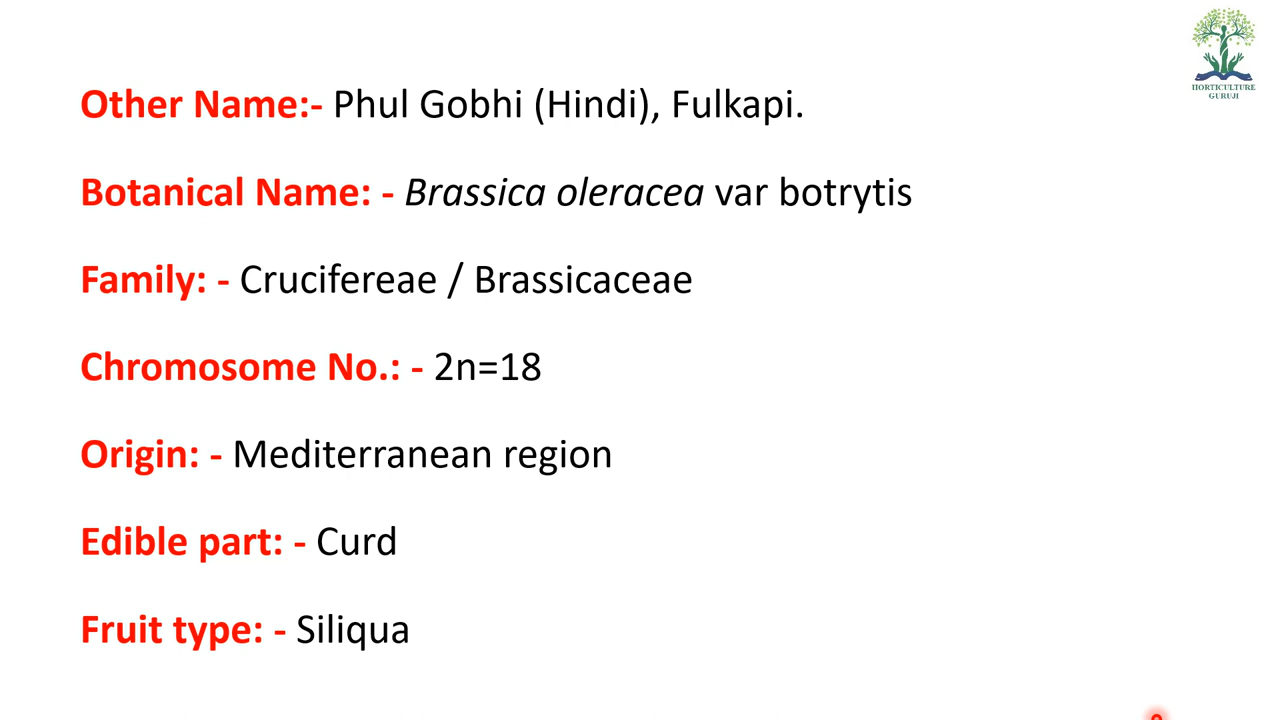 HORTICULTURE
GURUJI
Other Name:- Phul Gobhi (Hindi), Fulkapi.
Botanical Name: - Brassica oleracea var botrytis
Family: - Crucifereae / Brassicaceae
Chromosome No.: - 2n=18
Origin: - Mediterranean region
Edible part: - Curd
Fruit type: - Siliqua